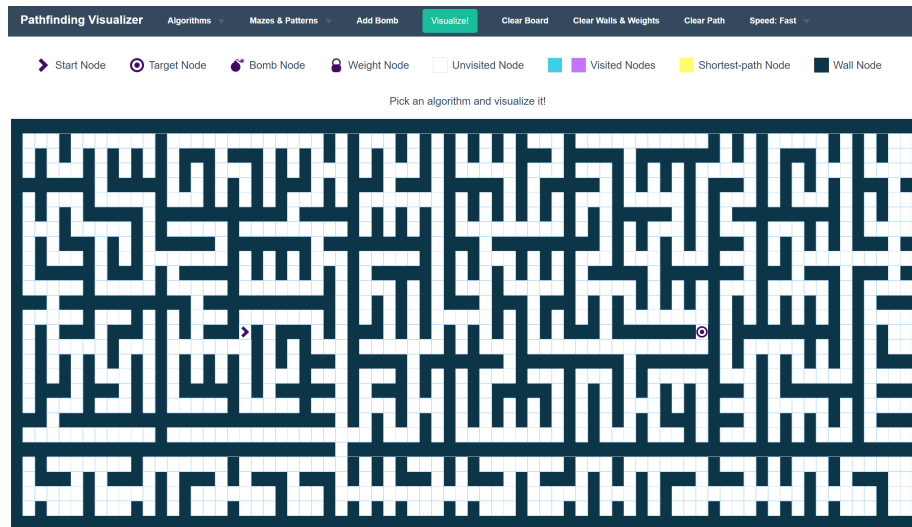 Pathfinding Visualizer Algorithms Mazes & Patterns Add Bomb Visualize! Clear Board Clear Walls & Weights Clear Path Speed: Fast
Start Node Target Node Bomb Node Weight Node Unvisited Node Visited Nodes Shortest-path Node Wall Node
Pick an algorithm and visualize it!